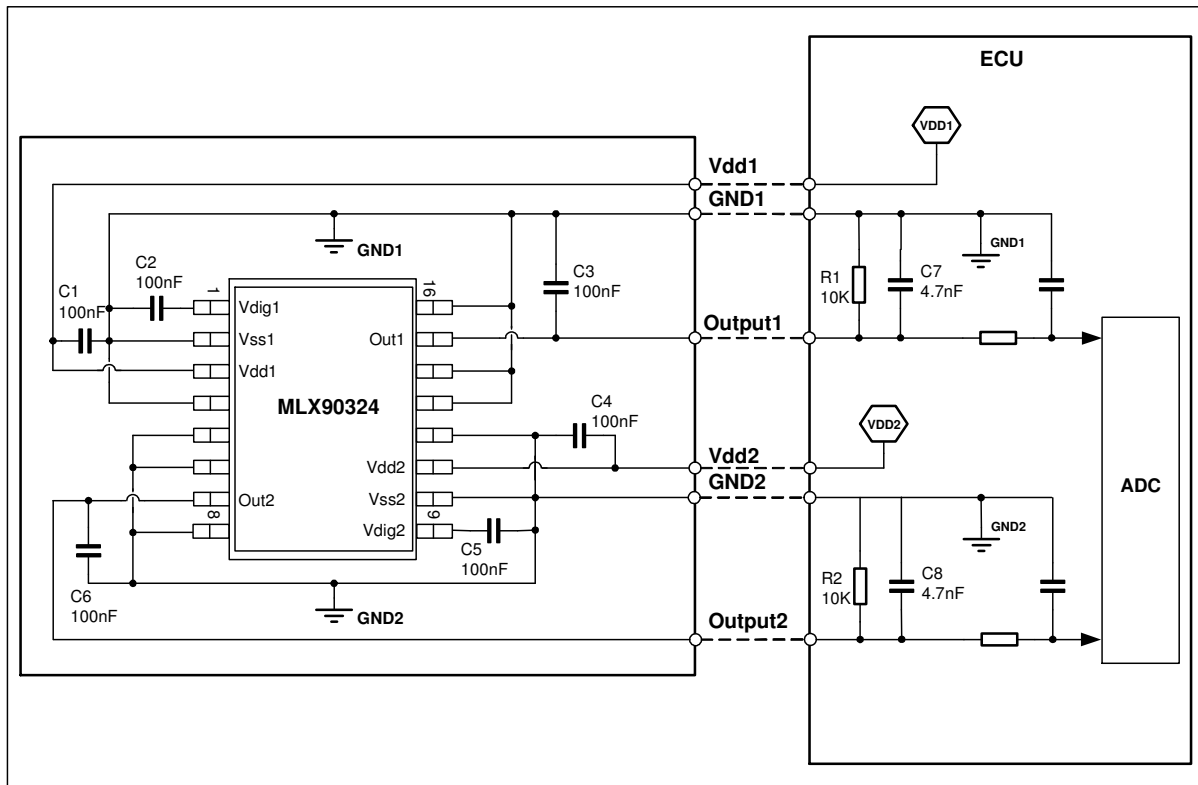 ECU
VDD1
Vdd1
GND1
GND1
GND1
C2
100nF
C1
100nF
1
16
C3
100nF
R1
10K
C7
4.7nF
Vdig1
Vss1
Out1
Output1
Vdd1
MLX90324
C4
100nF
VDD2
Vdd2
Vdd2
GND2
ADC
Out2
Vss2
8
9
Vdig2
C5
100nF
GND2
C6
100nF
GND2
R2
10K
C8
4.7nF
Output2